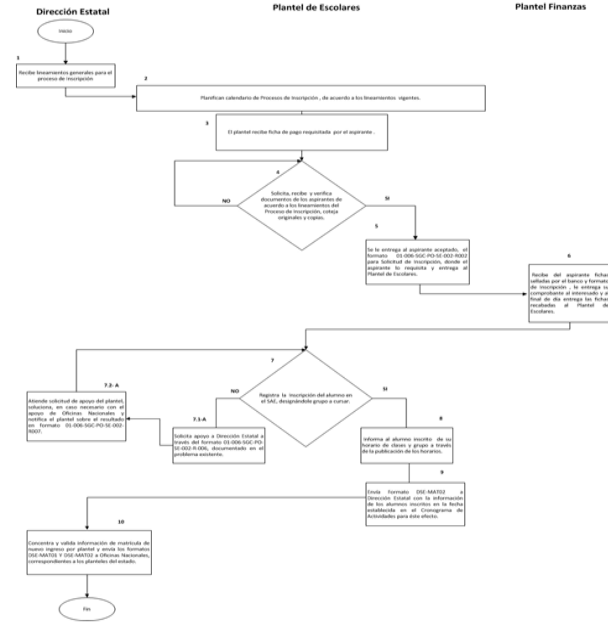 Dirección Estatal
Plantel de Escolares
Plantel Finanzas
Inicio
1
Recibe lineamientos generales para el
proceso de Inscripción
2
Planifican calendario de Procesos de Inscripción , de acuerdo a los lineamientos vigentes.
3
El plantel recibe ficha de pago requisitada por el aspirante .
4
Solicita, recibe y verifica
documentos de los aspirantes de
acuerdo a los lineamientos del
Proceso de Inscripción, coteja
originales y copias.
NO
SI
5
Se le entrega al aspirante aceptado, el
formato 01-006-SGC-PO-SE-002-R002
para Solicitud de Inscripción, donde el
aspirante lo requisita y entrega al
Plantel de Escolares.
6
Recibe del aspirante fichas
selladas por el banco y formato
de inscripción , le entrega su
comprobante al interesado y al
final de día entrega las fichas
recabadas al Plantel de
Escolares.
7
Registra la inscripción del alumno en
el SAE, designándole grupo a cursar.
NO
SI
7.2- A
Atiende solicitud de apoyo del plantel,
soluciona, en caso necesario con el
apoyo de Oficinas Nacionales y
notifica al plantel sobre el resultado
en formato 01-006-SGC-PO-SE-002-
R007.
7.1-A
Solicita apoyo a Dirección Estatal a
través del formato 01-006-SGC-PO-
SE-002-R-006, documentado en el
problema existente.
8
Informa al alumno inscrito de su
horario de clases y grupo a través
de la publicación de los horarios.
9
Envía Formato DSE-MAT02 a
Dirección Estatal con la información
de los alumnos inscritos en la fecha
establecida en el Cronograma de
Actividades para éste efecto.
10
Concentra y valida información de matrícula de
nuevo ingreso por plantel y envía los formatos
DSE-MAT01 Y DSE-MAT02 a Oficinas Nacionales,
correspondientes a los planteles del estado.
Fin